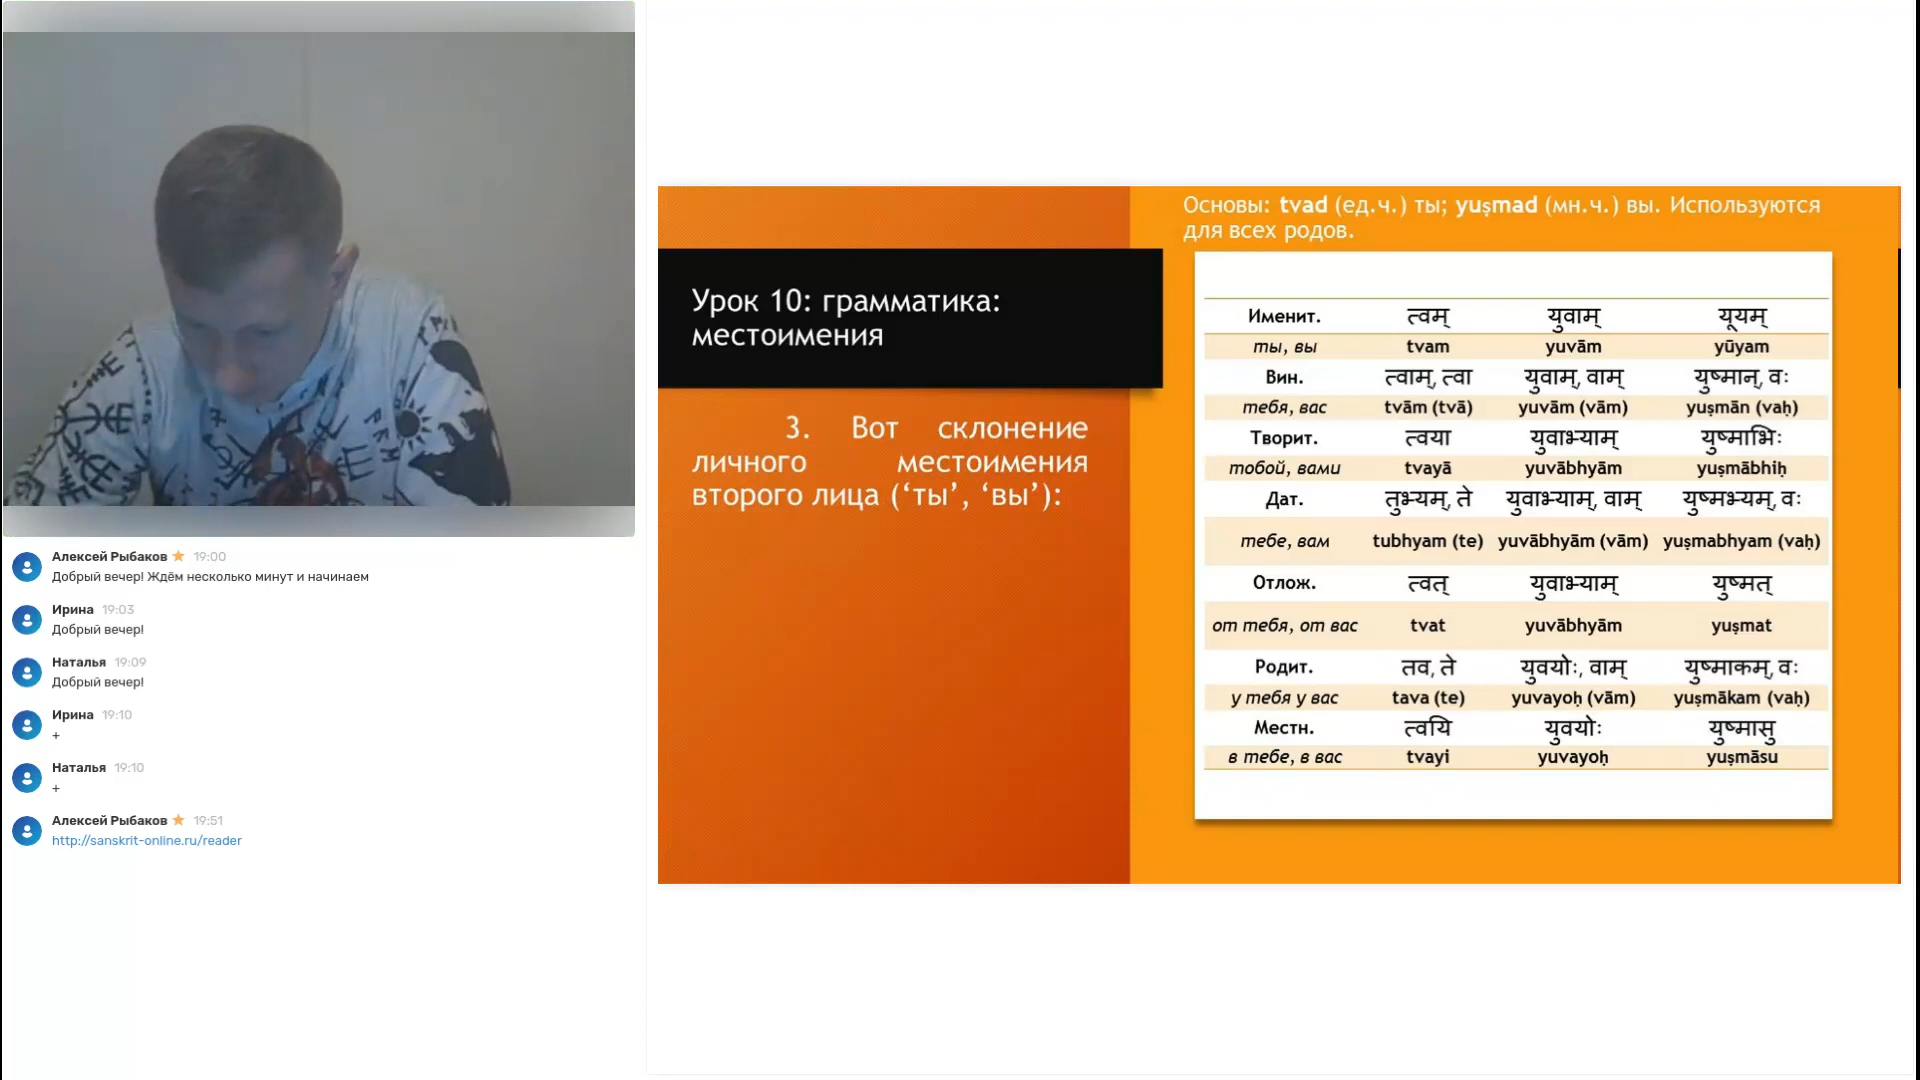 Алексей Рыбаков 19:00
Добрый вечер! Ждём несколько минут и начинаем
Ирина 19:03
Добрый вечер!
Наталья 19:09
Добрый вечер!
Ирина 19:10
+
Наталья 19:10
+
Алексей Рыбаков 19:51
http://sanskrit-online.ru/reader
Урок 10: грамматика:
местоимения
3. Вот склонение
личного местоимения
второго лица (‘ты’, ‘вы’):
Основы: tvad (ед.ч.) ты; yuṣmad (мн.ч.) вы. Используются
для всех родов.
Именит. त्वम् युवाम् यूयम्
ты, вы tvam yuvām yūyam
Вин. त्वाम्, त्वा युवाम्, वाम् युष्मान्, वः
тебя, вас tvām (tvā) yuvām (vām) yuṣmān (vaḥ)
Творит. त्वया युवाभ्याम् युष्माभिः
тобой, вами tvayā yuvābhyām yuṣmābhiḥ
Дат. तुभ्यम्, ते युवाभ्याम्, वाम् युष्मभ्यम्, वः
тебе, вам tubhyam (te) yuvābhyām (vām) yuṣmabhyam (vaḥ)
Отлож. त्वत् युवाभ्याम् युष्मत्
от тебя, от вас tvat yuvābhyām yuṣmat
Родит. तव, ते युवयोः, वाम् युष्माकम्, वः
у тебя у вас tava (te) yuvayoḥ (vām) yuṣmākam (vaḥ)
Местн. त्वयि युवयोः युष्मासु
в тебе, в вас tvayi yuvayoḥ yuṣmāsu